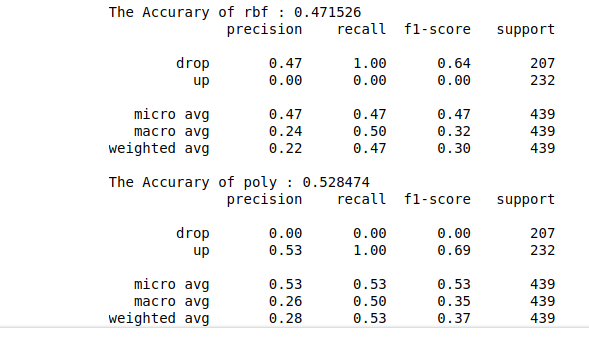 The Accurary of rbf : 0.471526
precision recall f1-score support
drop 0.47 1.00 0.64 207
up 0.00 0.00 0.00 232
micro avg 0.47 0.47 0.47 439
macro avg 0.24 0.50 0.32 439
weighted avg 0.22 0.47 0.30 439
The Accurary of poly : 0.528474
precision recall f1-score support
drop 0.00 0.00 0.00 207
up 0.53 1.00 0.69 232
micro avg 0.53 0.53 0.53 439
macro avg 0.26 0.50 0.35 439
weighted avg 0.28 0.53 0.37 439